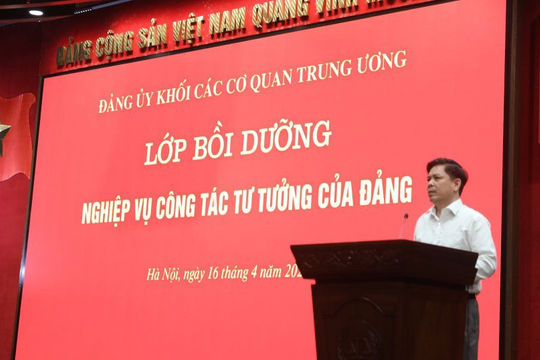 ĐẢNG CỘNG SẢN VIỆT NAM QUANG VINH
ĐẢNG ỦY KHỐI CÁC CƠ QUAN TRUNG ƯƠNG
LỚP BỒI DƯỠNG
NGHIỆP VỤ CÔNG TÁC TƯ TƯỞNG CỦA ĐẢNG
Hà Nội, ngày 16 tháng 4 năm